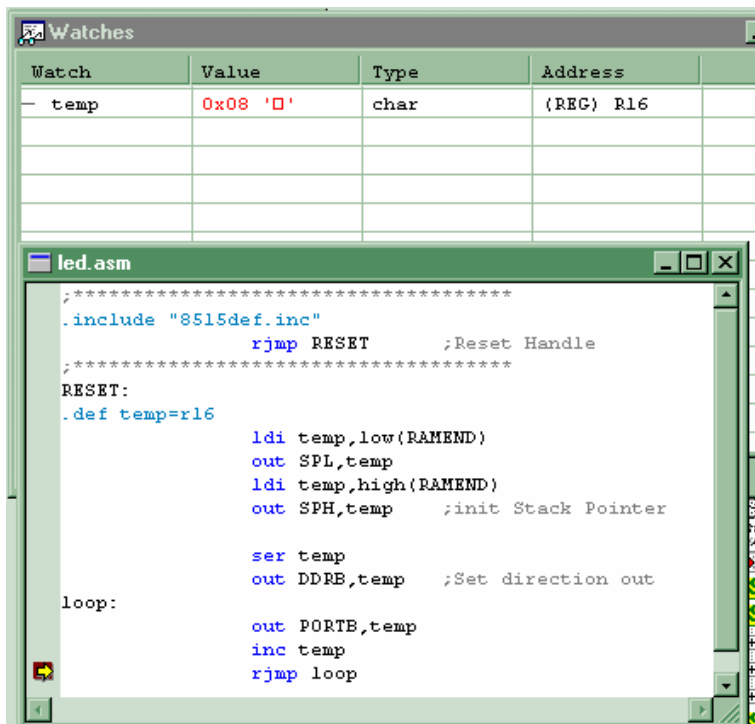 Watches
Watch Value Type Address
temp 0x08 '□' char (REG) R16
led.asm
;*************************************
.include "8515def.inc"
rjmp RESET ;Reset Handle
;*************************************
RESET:
.def temp=r16
ldi temp,low(RAMEND)
out SPL,temp
ldi temp,high(RAMEND)
out SPH,temp ;init Stack Pointer
ser temp
out DDRB,temp ;Set direction out
loop:
out PORTB,temp
inc temp
rjmp loop